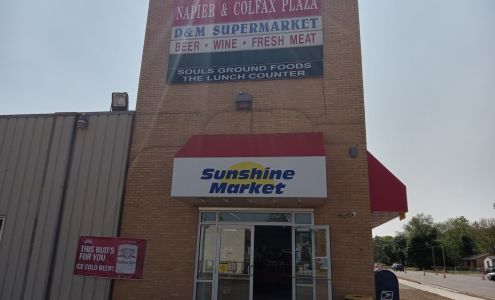 NAPIER & COLFAX PLAZA
D&M SUPERMARKET
BEER • WINE • FRESH MEAT
SOULS GROUND FOODS
THE LUNCH COUNTER
Sunshine
Market
THIS BUD'S
FOR YOU
ICE COLD BEER!